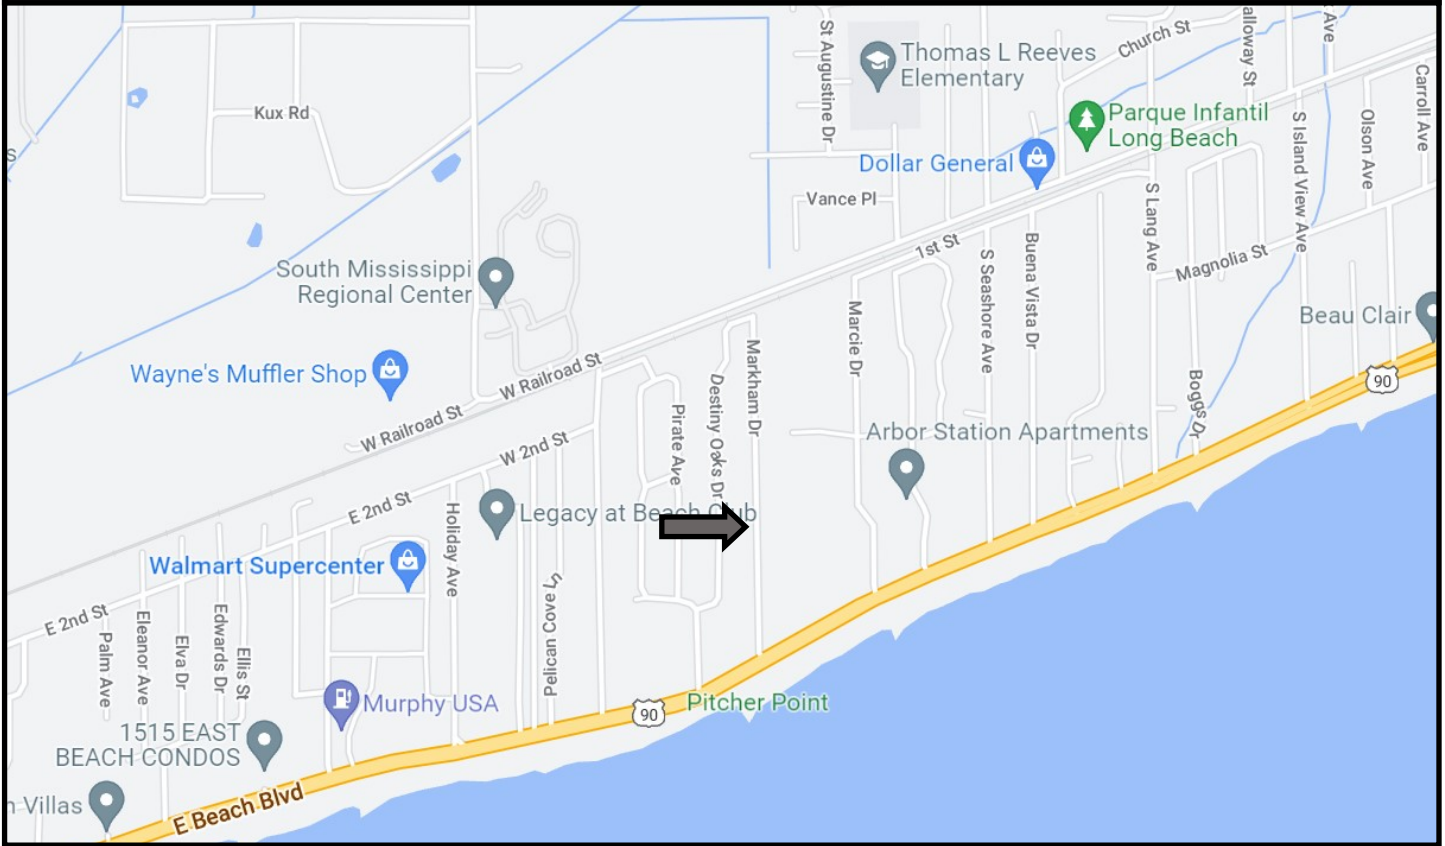 St Augustine Dr
Thomas L Reeves
Elementary
Church St
alloway St
Ave
Carroll Ave
Kux Rd
s
Parque Infantil
Long Beach
S Island View Ave
Olson Ave
Dollar General
Vance Pl
S Lang Ave
1st St
Magnolia St
South Mississippi
Regional Center
S Seashore Ave
Buena Vista Dr
Marcie Dr
Beau Clair
Wayne's Muffler Shop
W Railroad St
Markham Dr
90
W Railroad St
Destiny Oaks Dr
Pirate Ave
Boggs Dr
W 2nd St
Arbor Station Apartments
E 2nd St
Holiday Ave
Legacy at Beach Club
Walmart Supercenter
Pelican Cove S
E 2nd St
Palm Ave
Eleanor Ave
Elva Dr
Edwards Dr
Ellis St
Murphy USA
90
Pitcher Point
1515 EAST
BEACH CONDOS
n Villas
E Beach Blvd